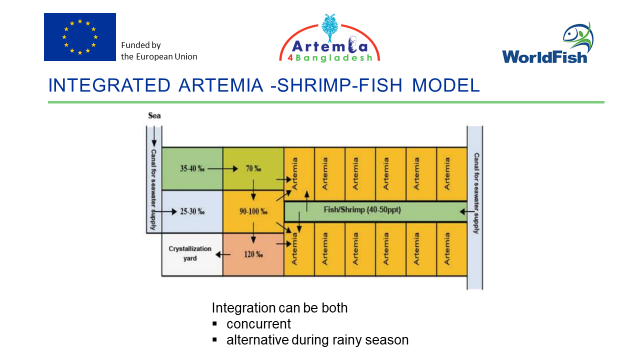 Funded by
the European Union
Artemia
4Bangladesh
WorldFish
INTEGRATED ARTEMIA -SHRIMP-FISH MODEL
Sea
Canal for seawater supply
35-40 ‰
70 ‰
25-30 ‰
90-100 ‰
Crystallization
yard
120 ‰
Artemia
Artemia
Artemia
Artemia
Artemia
Artemia
Fish/Shrimp (40-50ppt)
Artemia
Artemia
Artemia
Artemia
Artemia
Artemia
Canal for seawater supply
Integration can be both
▪ concurrent
▪ alternative during rainy season